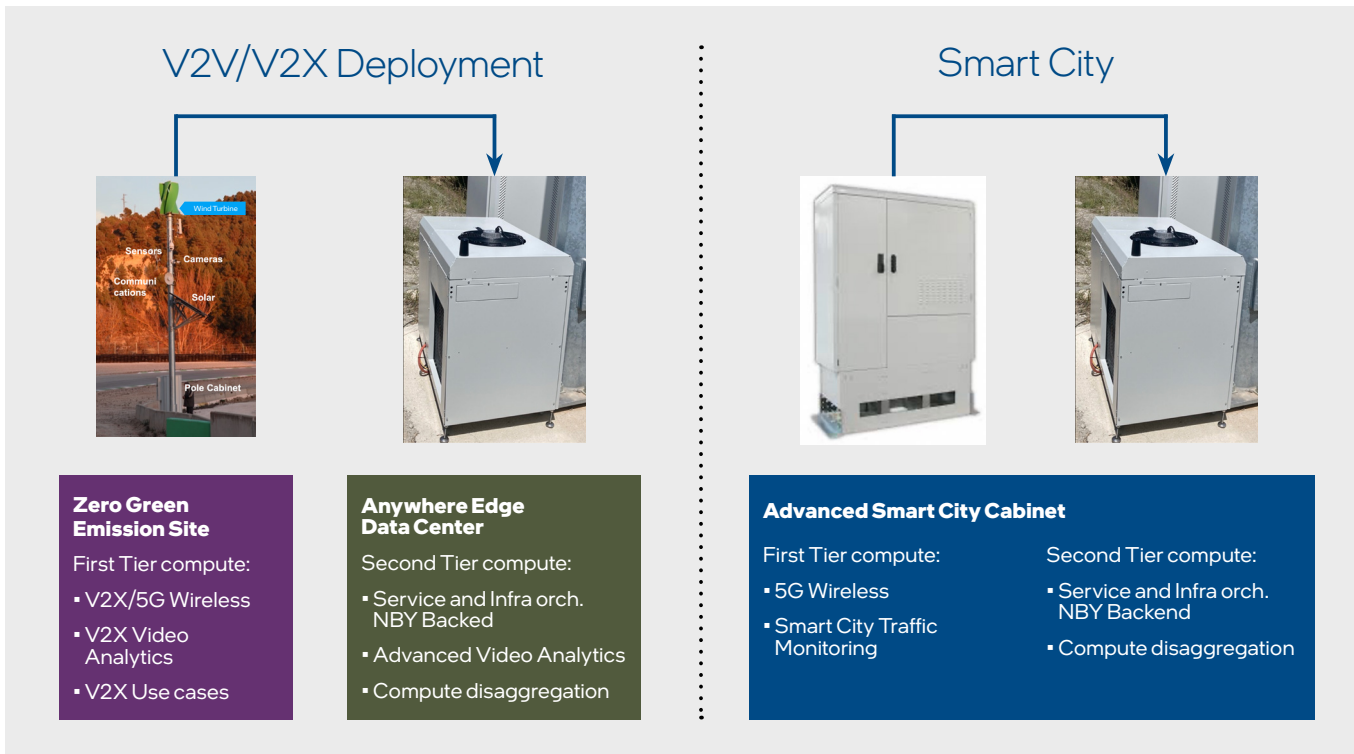 V2V/V2X Deployment
Wind Turbine
Sensors
Cameras
Communi
cations
Solar
Pole Cabinet
Zero Green
Emission Site
First Tier compute:
▪ V2X/5G Wireless
▪ V2X Video
Analytics
▪ V2X Use cases
Anywhere Edge
Data Center
Second Tier compute:
▪ Service and Infra orch.
NBY Backed
▪ Advanced Video Analytics
▪ Compute disaggregation
Smart City
Advanced Smart City Cabinet
First Tier compute:
▪ 5G Wireless
▪ Smart City Traffic
Monitoring
Second Tier compute:
▪ Service and Infra orch.
NBY Backend
▪ Compute disaggregation